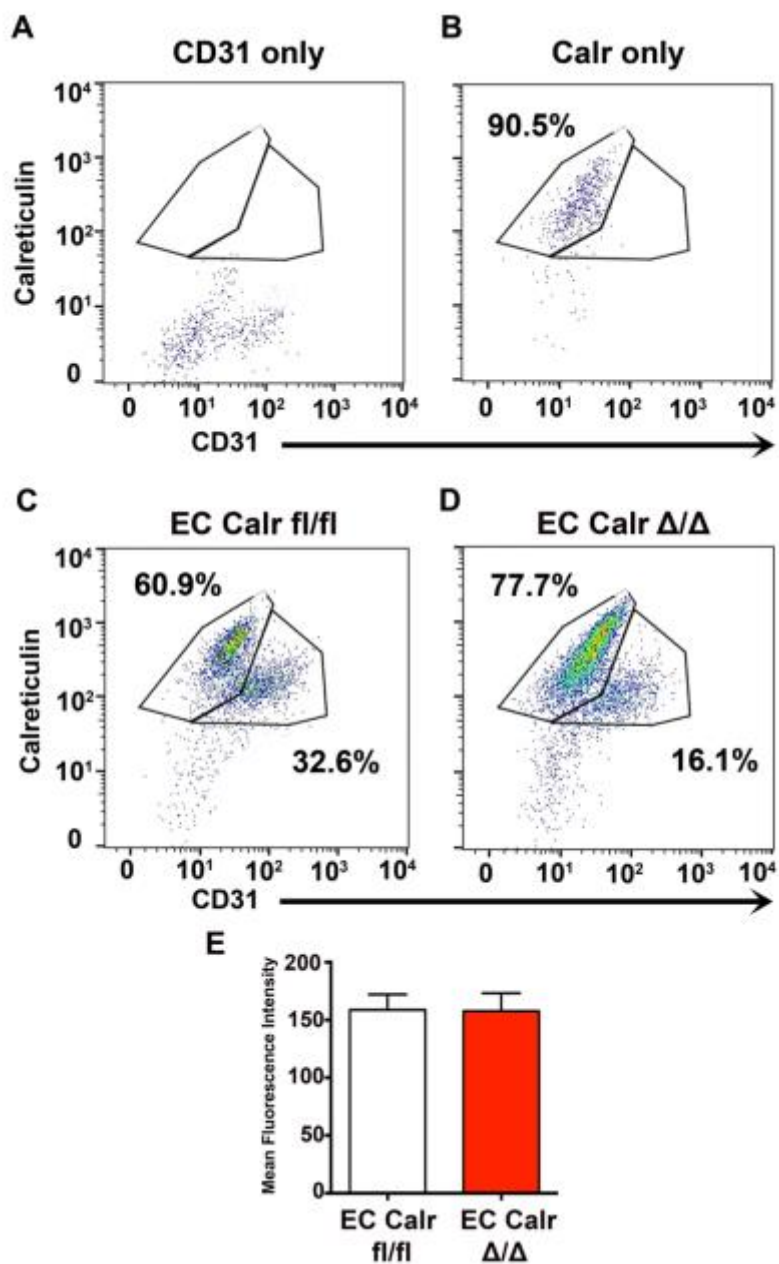 A
CD31 only
B
Calr only
10⁴
10³
10²
10¹
0
Calreticulin
90.5%
0 10¹ 10² 10³ 10⁴
0 10¹ 10² 10³ 10⁴
CD31
C
EC Calr fl/fl
D
EC Calr Δ/Δ
10⁴
10³
10²
10¹
0
Calreticulin
60.9%
32.6%
77.7%
16.1%
0 10¹ 10² 10³ 10⁴
0 10¹ 10² 10³ 10⁴
CD31
E
Mean Fluorescence Intensity
200
150
100
50
0
EC Calr
fl/fl
EC Calr
Δ/Δ